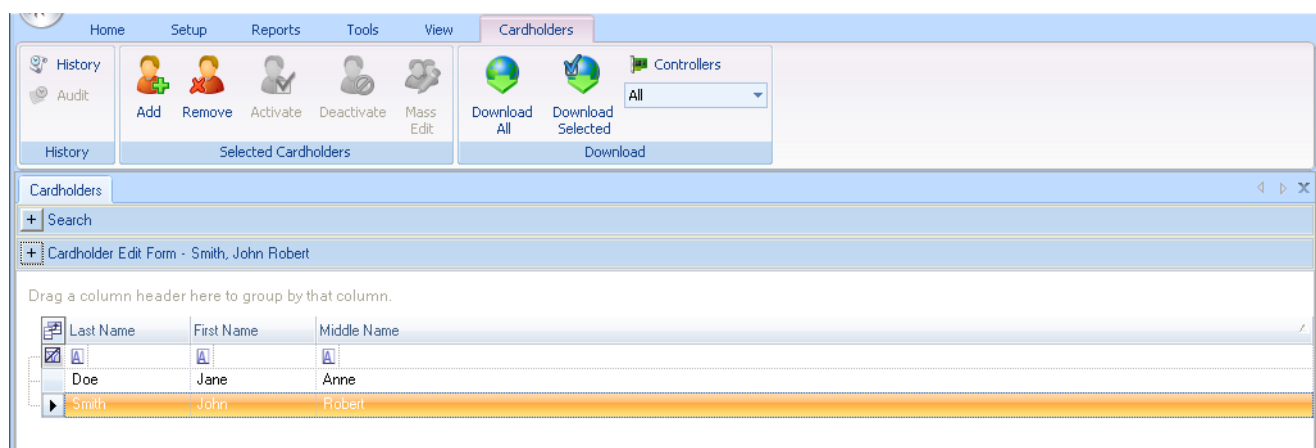 Home Setup Reports Tools View Cardholders
History
Audit
Add Remove Activate Deactivate Mass Edit
Download All Download Selected
Controllers
All
History Selected Cardholders Download
Cardholders
+ Search
+ Cardholder Edit Form - Smith, John Robert
Drag a column header here to group by that column.
Last Name First Name Middle Name
A A A
Doe Jane Anne
Smith John Robert